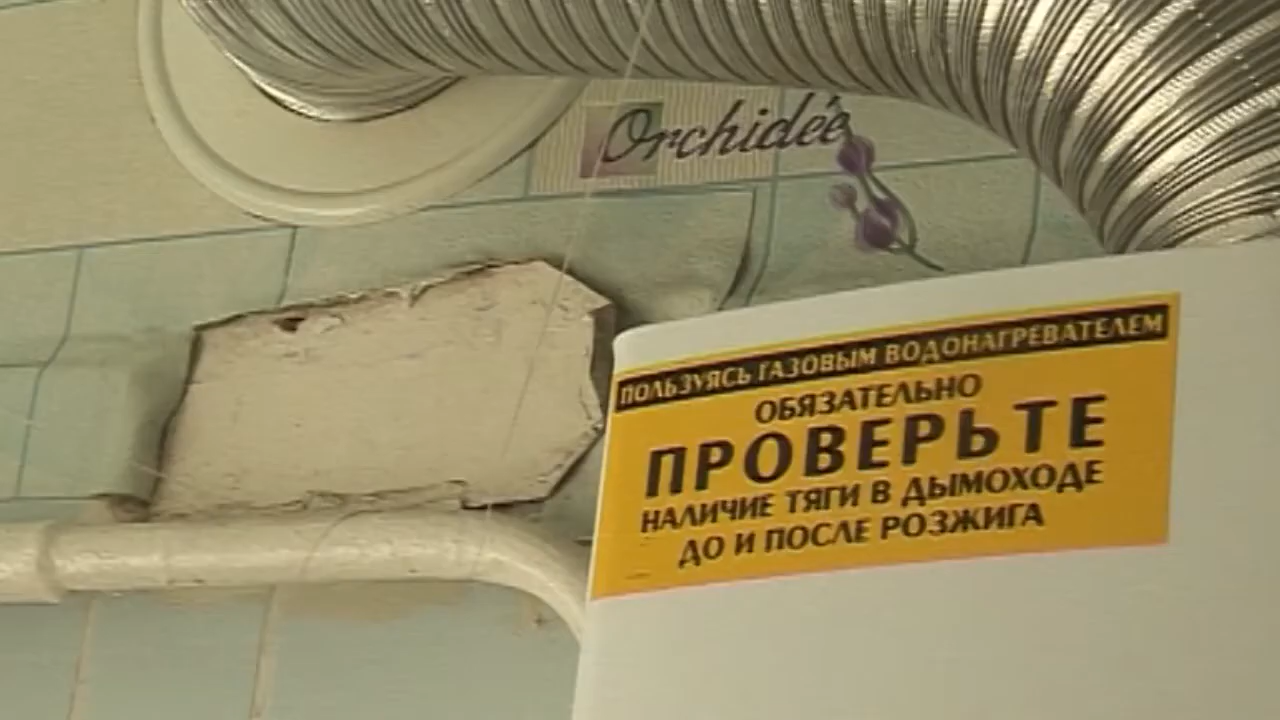 Orchidée
ПОЛЬЗУЯСЬ ГАЗОВЫМ ВОДОНАГРЕВАТЕЛЕМ
ОБЯЗАТЕЛЬНО
ПРОВЕРЬТЕ
НАЛИЧИЕ ТЯГИ В ДЫМОХОДЕ
ДО И ПОСЛЕ РОЗЖИГА